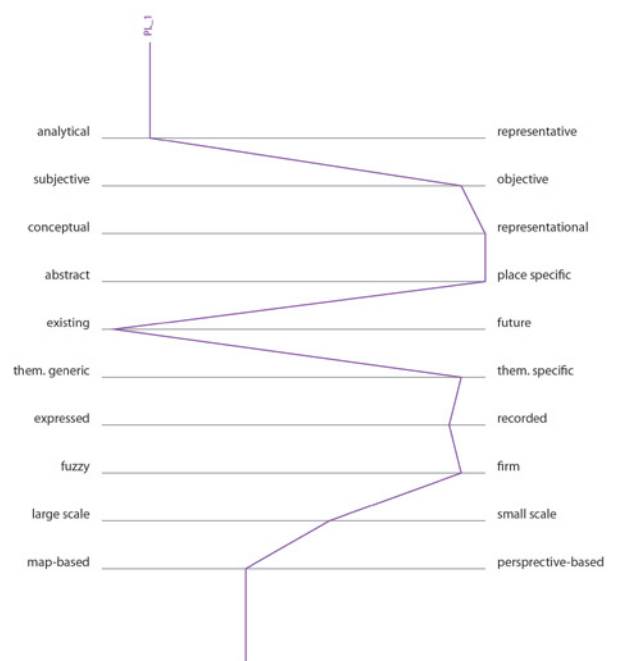 PL_1
analytical representative
subjective objective
conceptual representational
abstract place specific
existing future
them. generic them. specific
expressed recorded
fuzzy firm
large scale small scale
map-based persprective-based